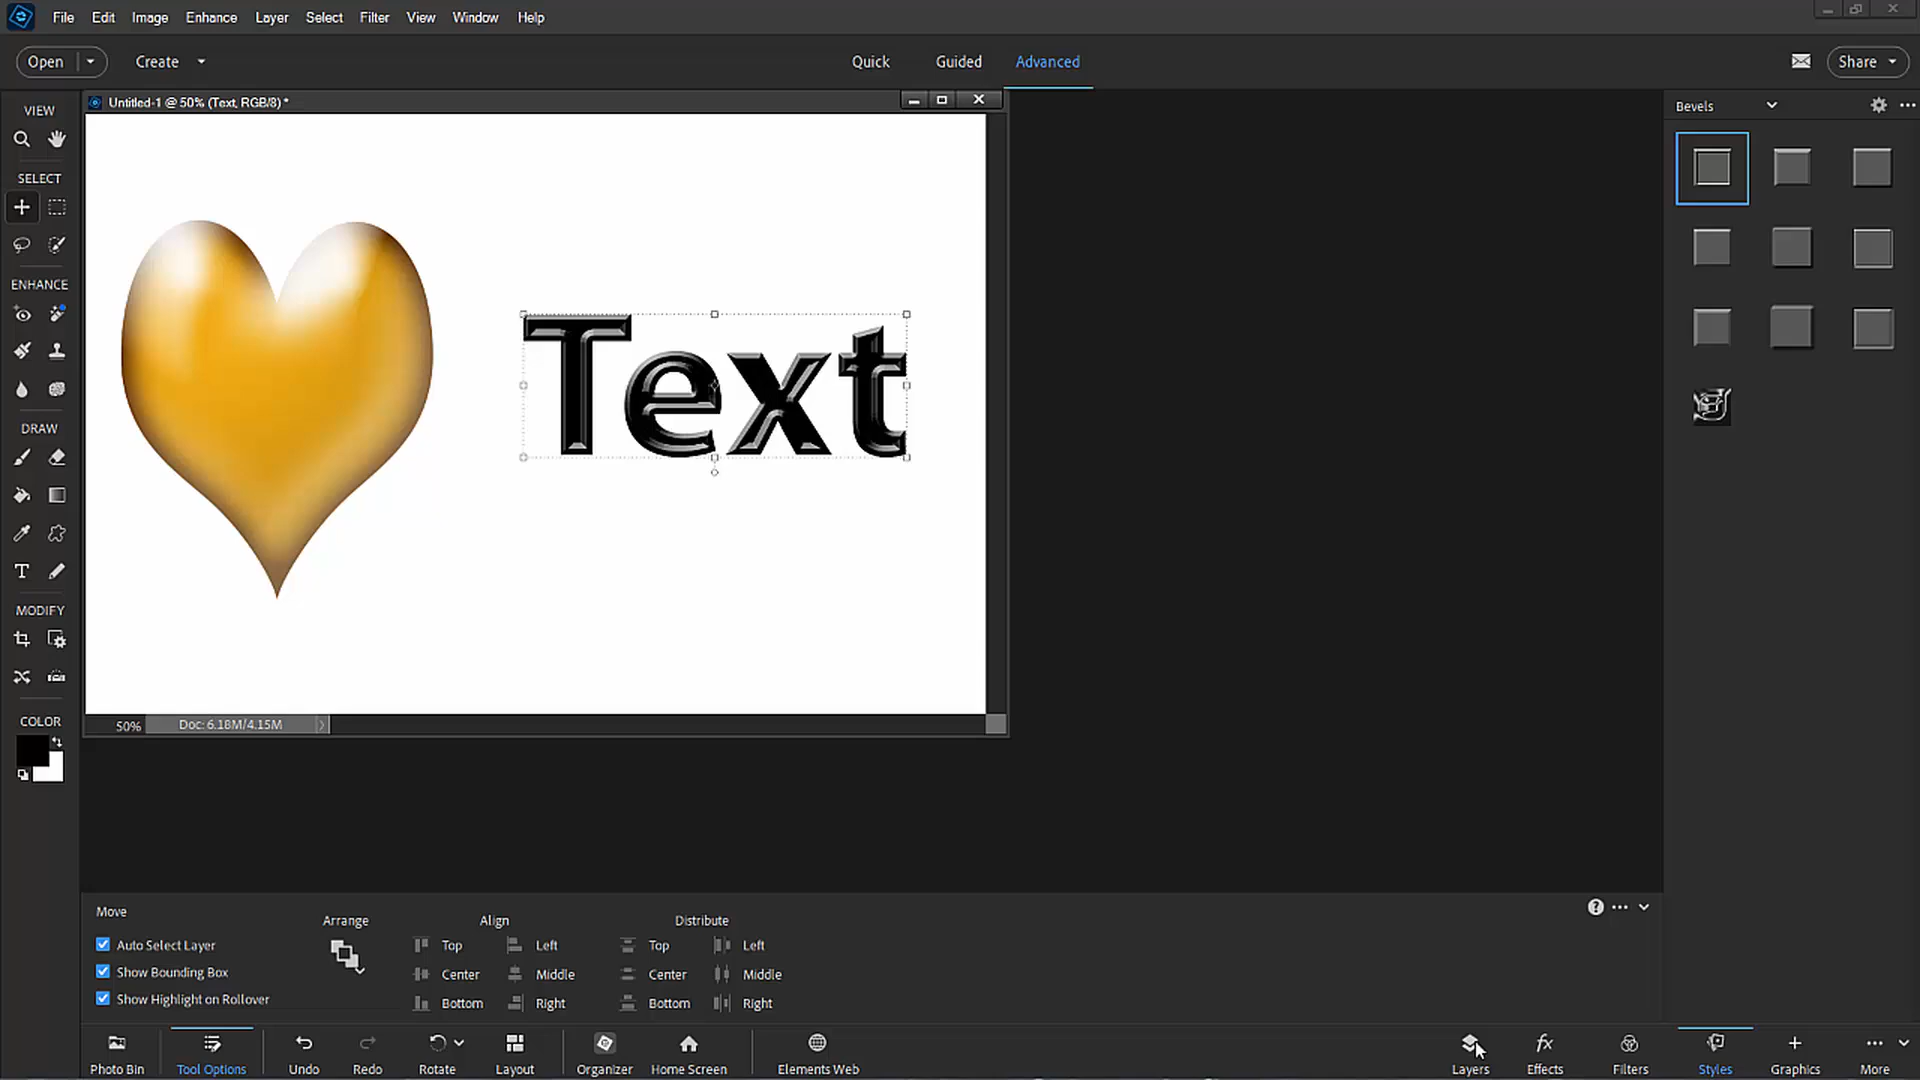 File Edit Image Enhance Layer Select Filter View Window Help
Open Create Quick Guided Advanced Share
VIEW
SELECT
ENHANCE
DRAW
MODIFY
COLOR
Untitled-1 @ 50% (Text, RGB/8) *
Text
50% Doc: 6.18M/4.15M
Bevels
Move
Auto Select Layer
Show Bounding Box
Show Highlight on Rollover
Arrange
Align
Top Left
Center Middle
Bottom Right
Distribute
Top Left
Center Middle
Bottom Right
Photo Bin Tool Options Undo Redo Rotate Layout Organizer Home Screen Elements Web Layers Effects Filters Styles Graphics More